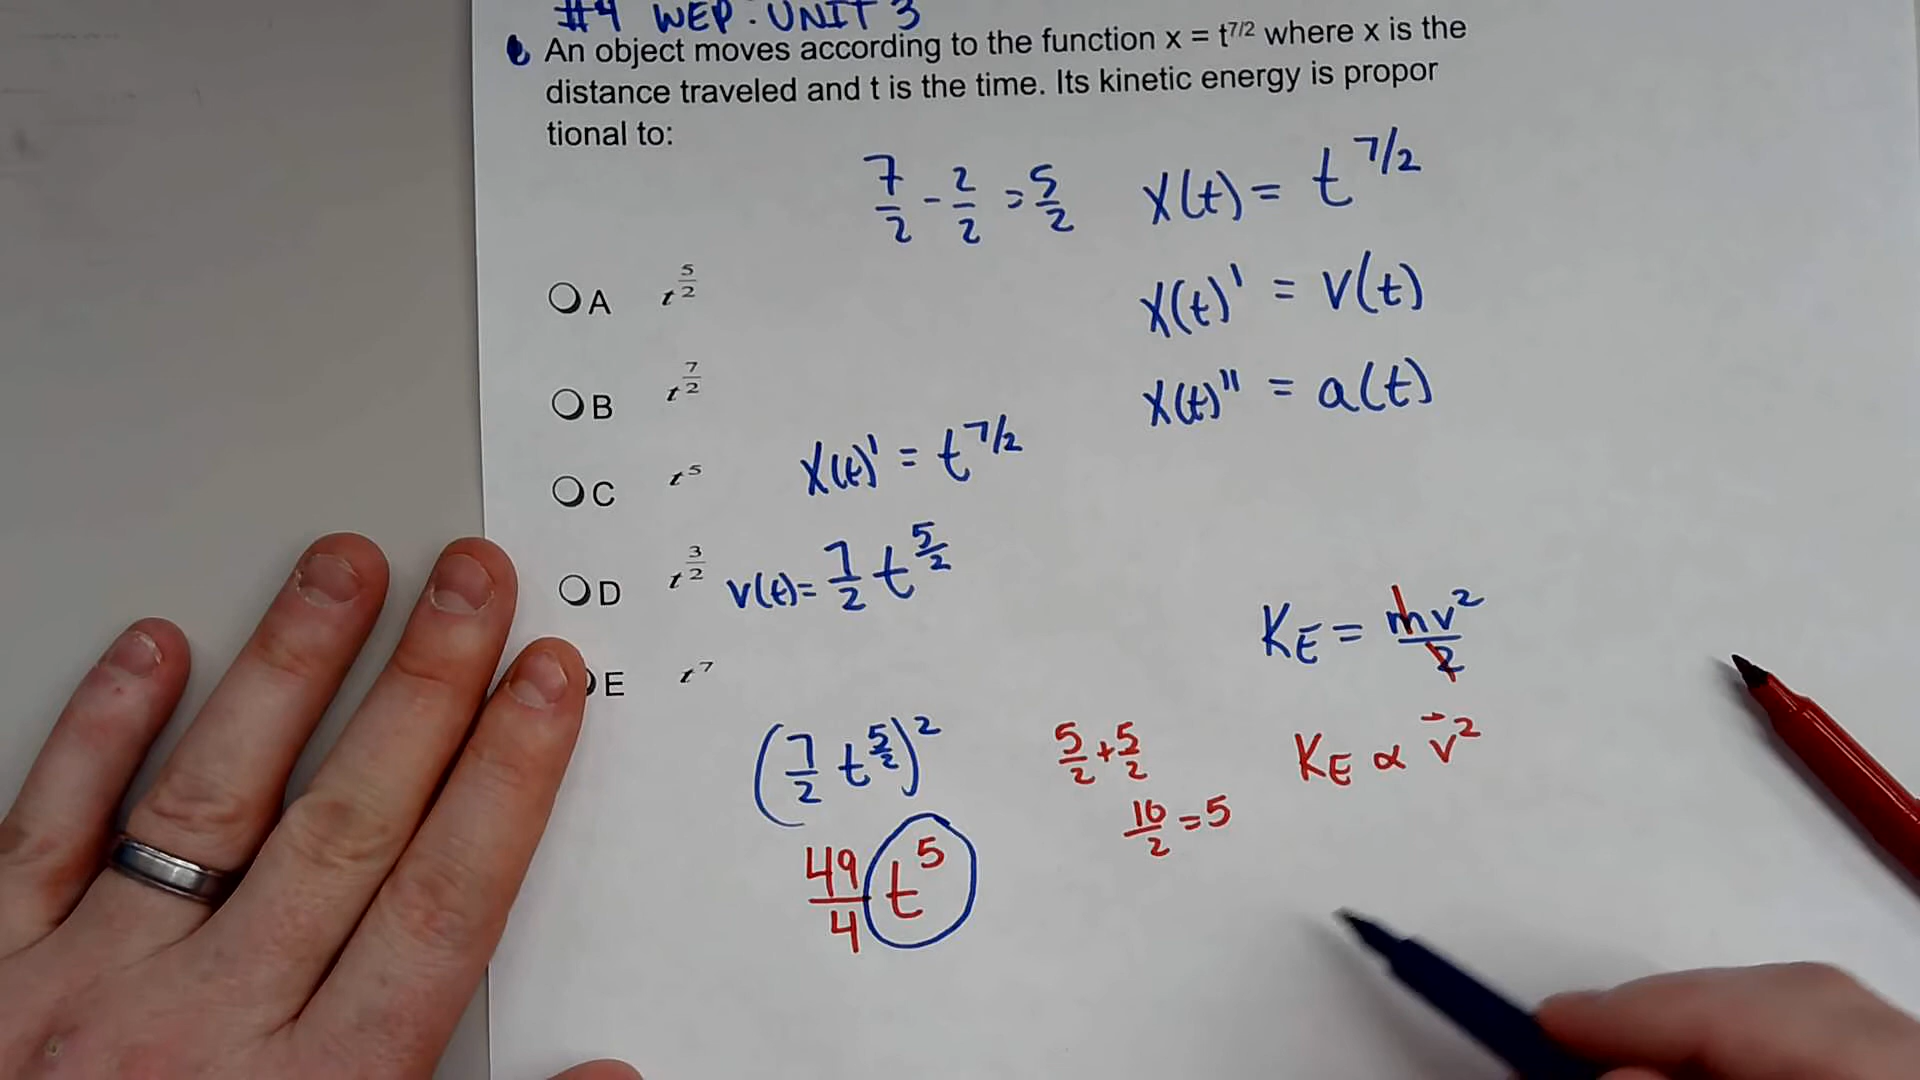 #4 WEP: UNIT 3
An object moves according to the function x = t^7/2 where x is the
distance traveled and t is the time. Its kinetic energy is propor
tional to:
7/2 - 2/2 = 5/2
X(t) = t^7/2
X(t)' = v(t)
X(t)'' = a(t)
A t^5/2
B t^7/2
C t^5
D t^3/2
E t^7
X(t)' = t^7/2
v(t) = 7/2 t^5/2
KE = mv²/2
KE ∝ v⃗²
(7/2 t^5/2)²
5/2 + 5/2
10/2 = 5
49/4 t^5